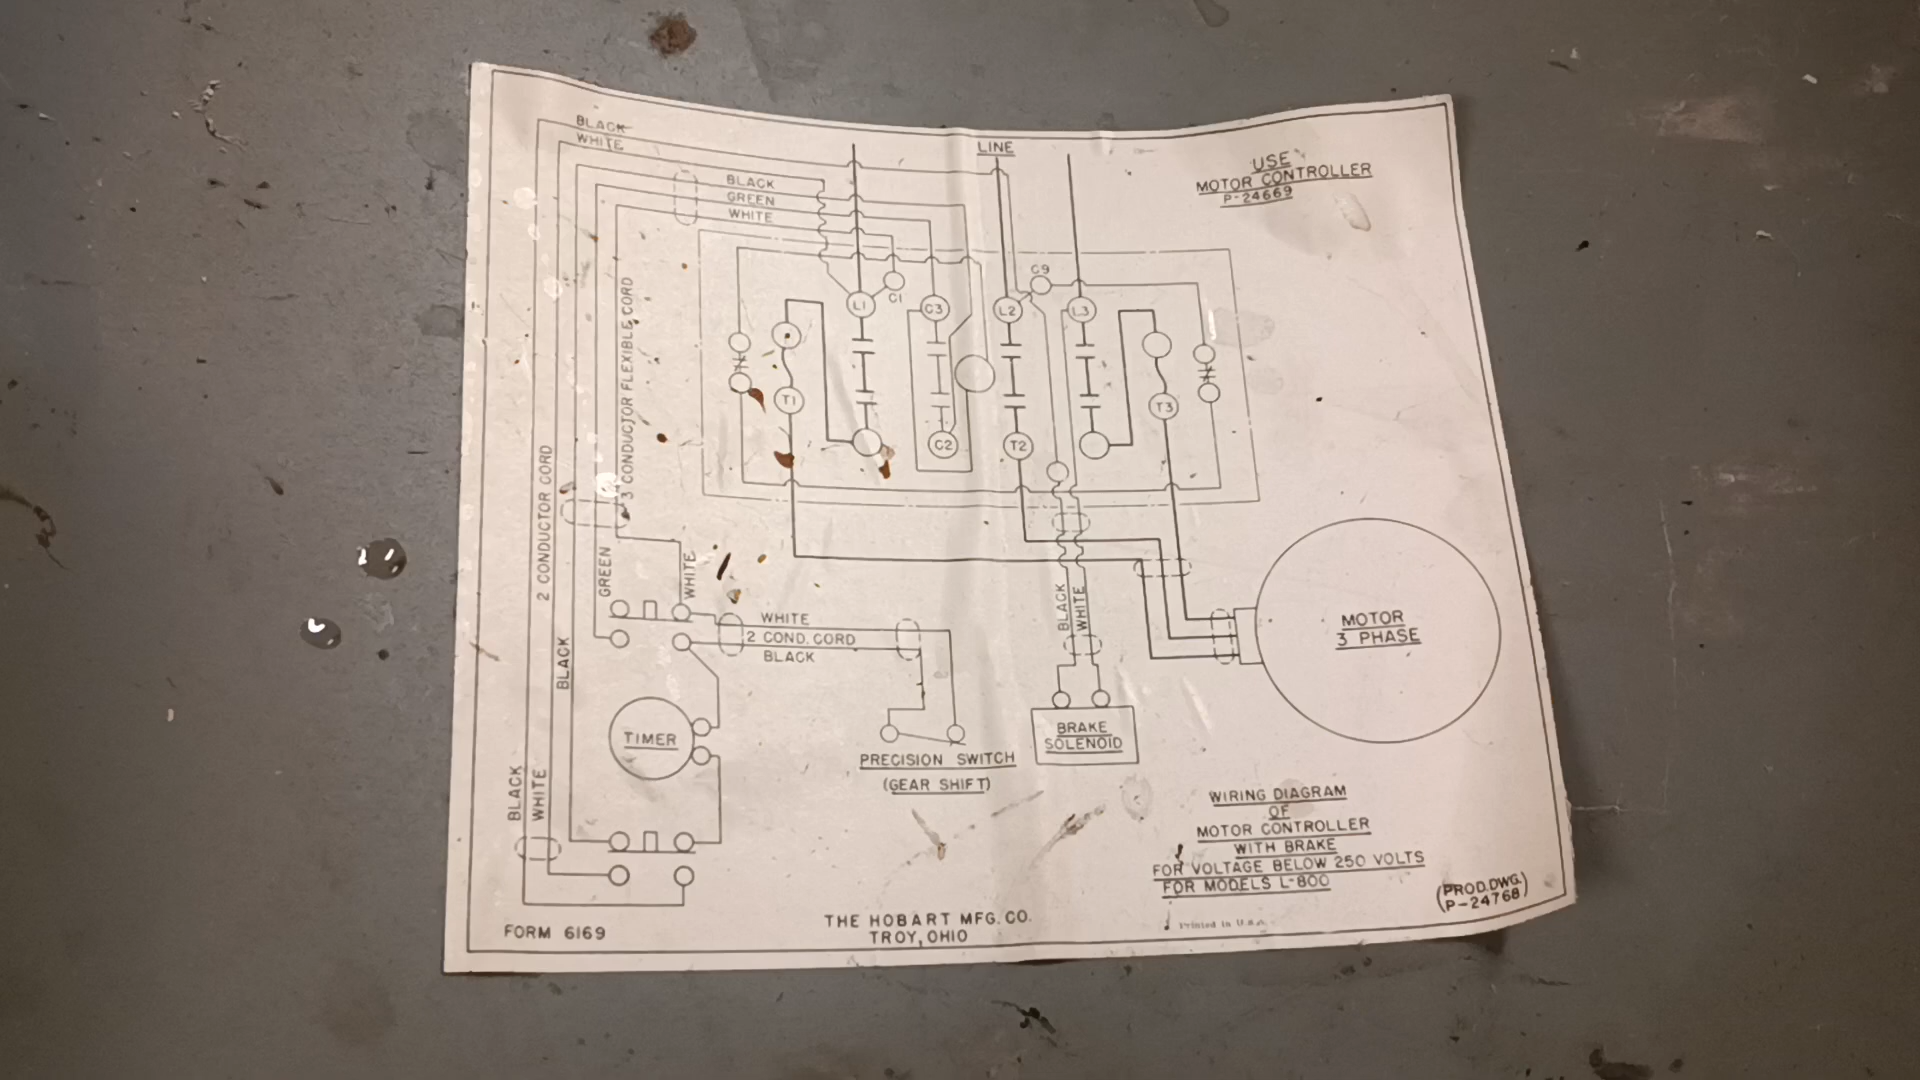 BLACK
WHITE
LINE
USE
MOTOR CONTROLLER
P-24669
BLACK
GREEN
WHITE
C9
C1
L1
C3
L2
L3
T1
T3
C2
T2
3 CONDUCTOR FLEXIBLE CORD
2 CONDUCTOR CORD
GREEN
WHITE
BLACK
WHITE
BLACK
WHITE
2 COND. CORD
BLACK
MOTOR
3 PHASE
TIMER
BRAKE
SOLENOID
PRECISION SWITCH
(GEAR SHIFT)
BLACK
WHITE
WIRING DIAGRAM
OF
MOTOR CONTROLLER
WITH BRAKE
FOR VOLTAGE BELOW 250 VOLTS
FOR MODELS L-800
(PROD. DWG.)
P-24768)
FORM 6169
THE HOBART MFG. CO.
TROY, OHIO
Printed in U.S.A.